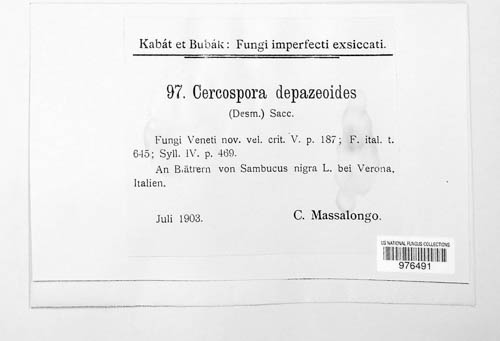 Kabát et Bubák: Fungi imperfecti exsiccati.
97. Cercospora depazeoides
(Desm.) Sacc.
Fungi Veneti nov. vel. crit. V. p. 187; F. ital. t.
645; Syll. IV. p. 469.
An Blättern von Sambucus nigra L. bei Verona,
Italien.
Juli 1903. C. Massalongo.
US NATIONAL FUNGUS COLLECTIONS
976491